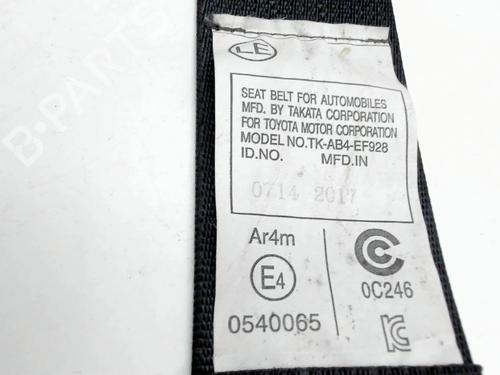 LE
SEAT BELT FOR AUTOMOBILES
MFD. BY TAKATA CORPORATION
FOR TOYOTA MOTOR CORPORATION
MODEL NO.TK-AB4-EF928
ID.NO. MFD.IN
0714 2017
Ar4m
E4
0C246
0540065